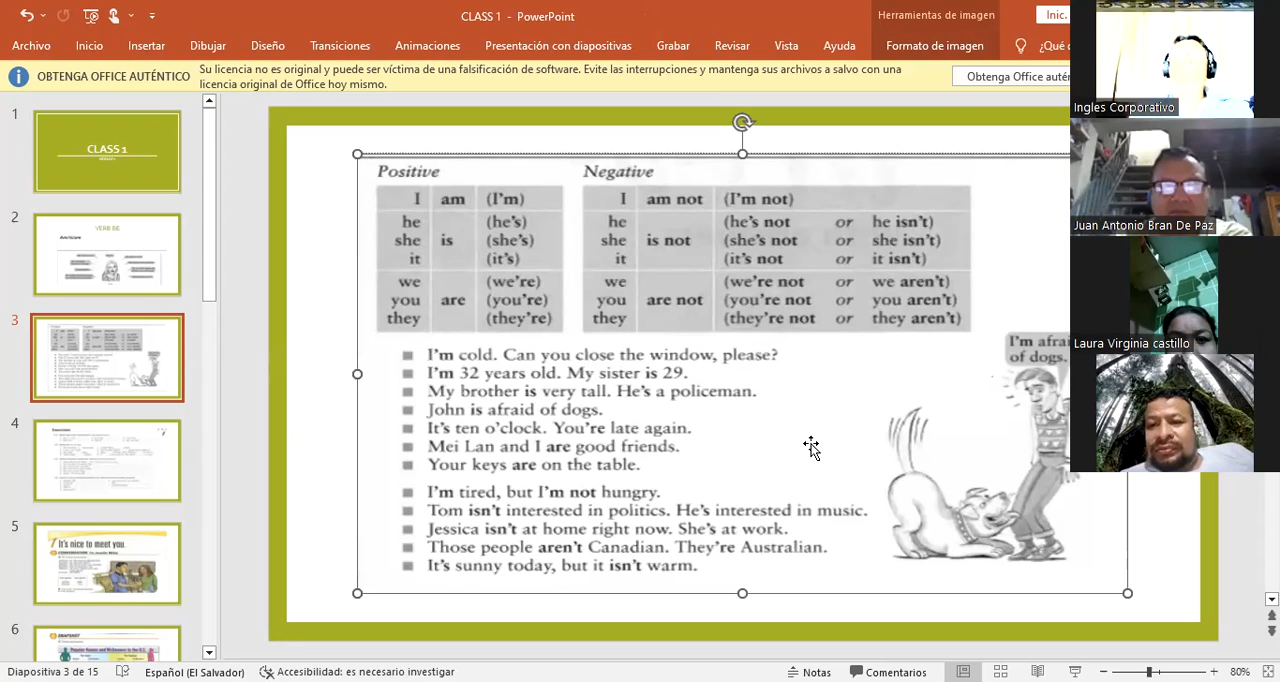 CLASS 1 - PowerPoint
Herramientas de imagen
Inic.
Archivo Inicio Insertar Dibujar Diseño Transiciones Animaciones Presentación con diapositivas Grabar Revisar Vista Ayuda Formato de imagen ¿Qué
OBTENGA OFFICE AUTÉNTICO Su licencia no es original y puede ser víctima de una falsificación de software. Evite las interrupciones y mantenga sus archivos a salvo con una
licencia original de Office hoy mismo.
Obtenga Office auté
Ingles Corporativo
Juan Antonio Bran De Paz
Laura Virginia castillo
1
CLASS 1
2
VERB BE
3
4
5
It's nice to meet you.
6
SNAPSHOT
Positive Negative
I am (I'm) I am not (I'm not)
he (he's) he (he's not or he isn't)
she is (she's) she is not (she's not or she isn't)
it (it's) it (it's not or it isn't)
we (we're) we (we're not or we aren't)
you are (you're) you are not (you're not or you aren't)
they (they're) they (they're not or they aren't)
I'm cold. Can you close the window, please?
I'm 32 years old. My sister is 29.
My brother is very tall. He's a policeman.
John is afraid of dogs.
It's ten o'clock. You're late again.
Mei Lan and I are good friends.
Your keys are on the table.
I'm tired, but I'm not hungry.
Tom isn't interested in politics. He's interested in music.
Jessica isn't at home right now. She's at work.
Those people aren't Canadian. They're Australian.
It's sunny today, but it isn't warm.
I'm afrai
of dogs.
Diapositiva 3 de 15 Español (El Salvador) Accesibilidad: es necesario investigar Notas Comentarios 80%